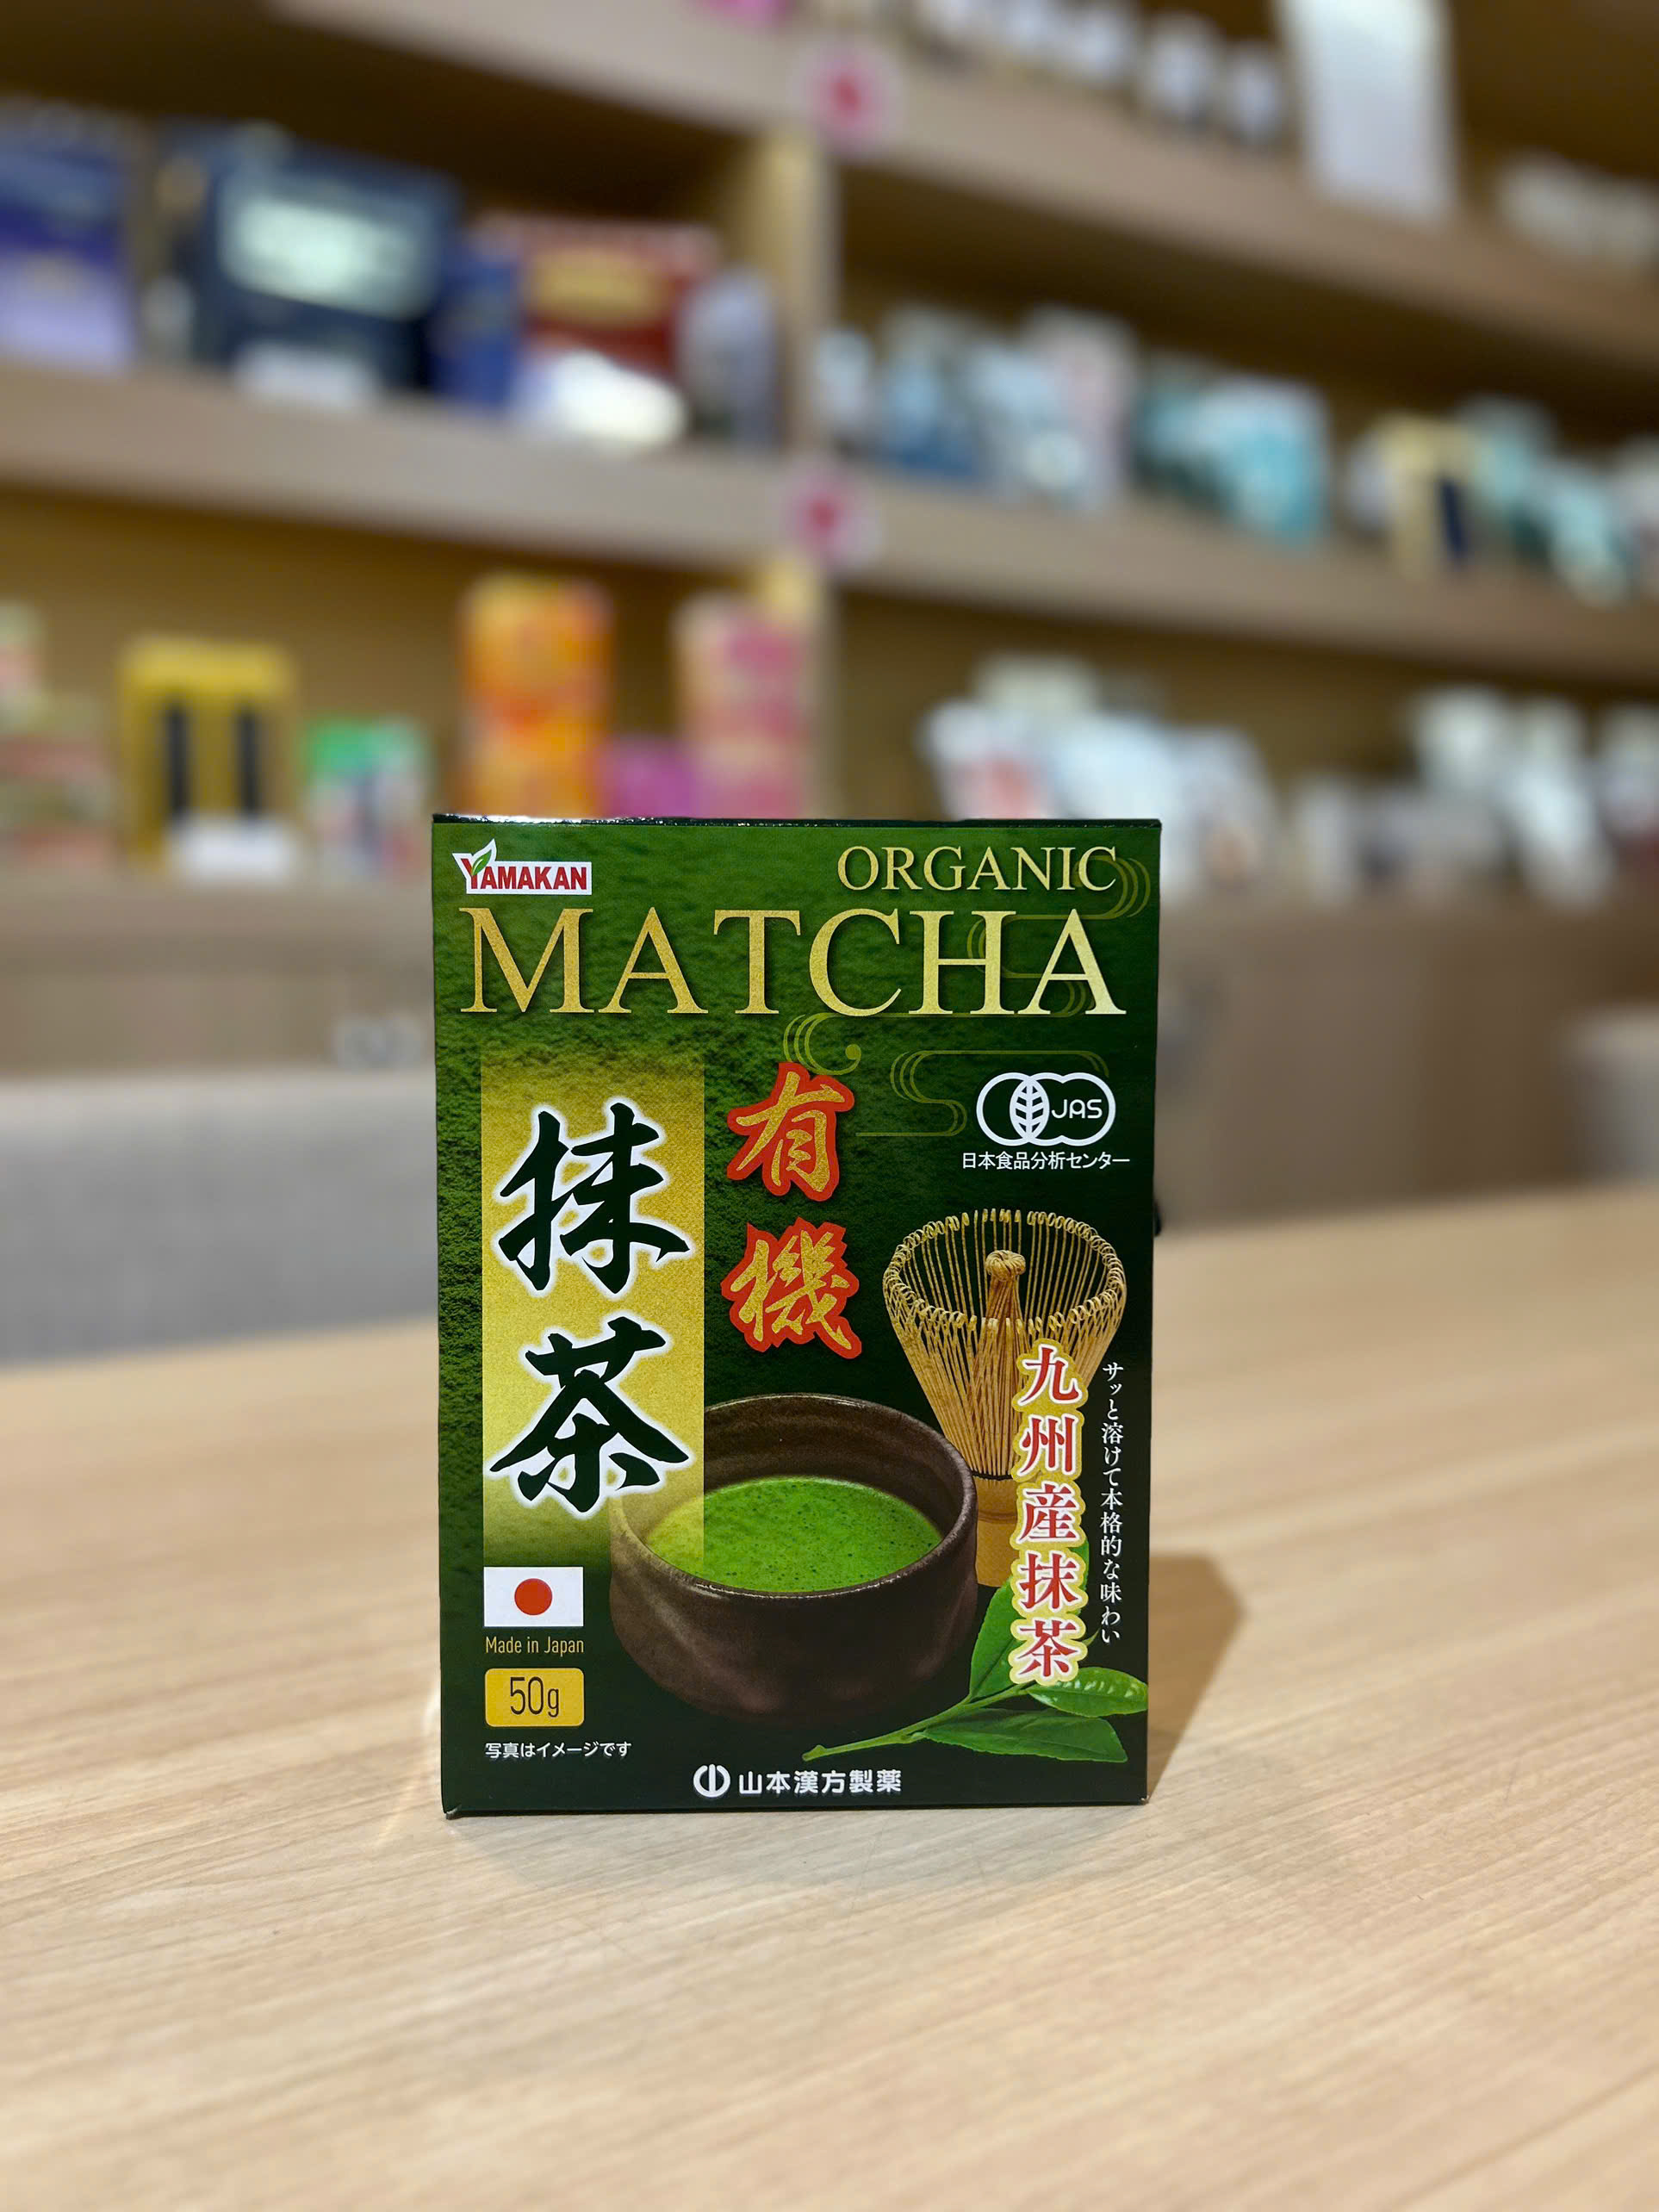 YAMAKAN
ORGANIC
MATCHA
有機
抹茶
JAS
日本食品分析センター
サッと溶けて本格的な味わい
九州産抹茶
Made in Japan
50g
写真はイメージです
山本漢方製薬